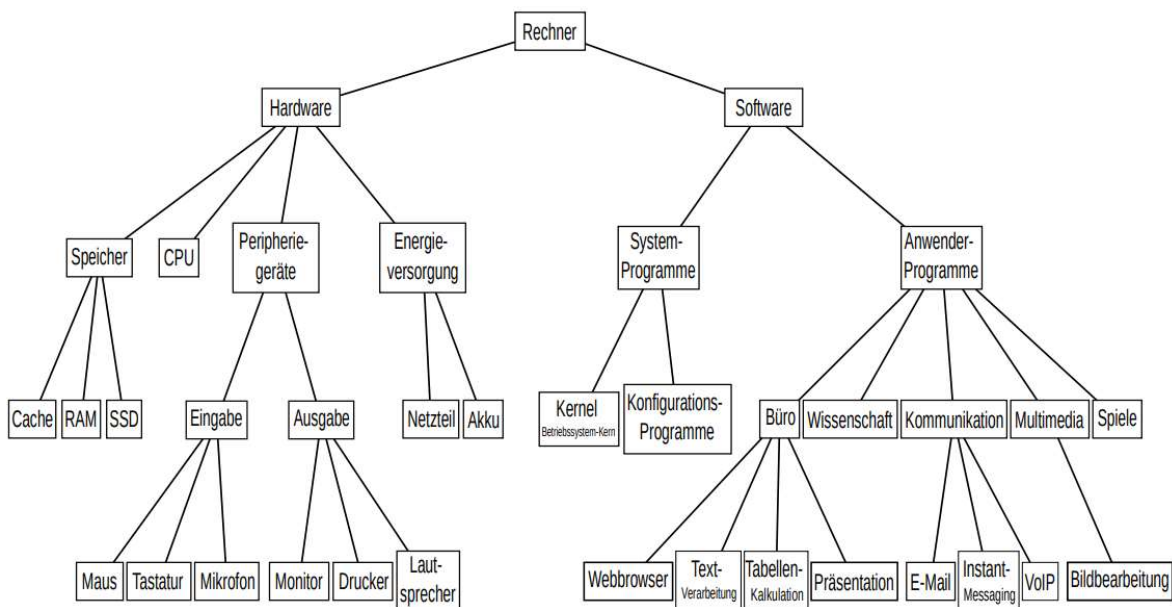 Rechner
Hardware
Software
Speicher
CPU
Peripherie-
geräte
Energie-
versorgung
System-
Programme
Anwender-
Programme
Cache
RAM
SSD
Eingabe
Ausgabe
Netzteil
Akku
Kernel
Betriebssystem-Kern
Konfigurations-
Programme
Büro
Wissenschaft
Kommunikation
Multimedia
Spiele
Maus
Tastatur
Mikrofon
Monitor
Drucker
Laut-
sprecher
Webbrowser
Text-
Verarbeitung
Tabellen-
Kalkulation
Präsentation
E-Mail
Instant-
Messaging
VoIP
Bildbearbeitung